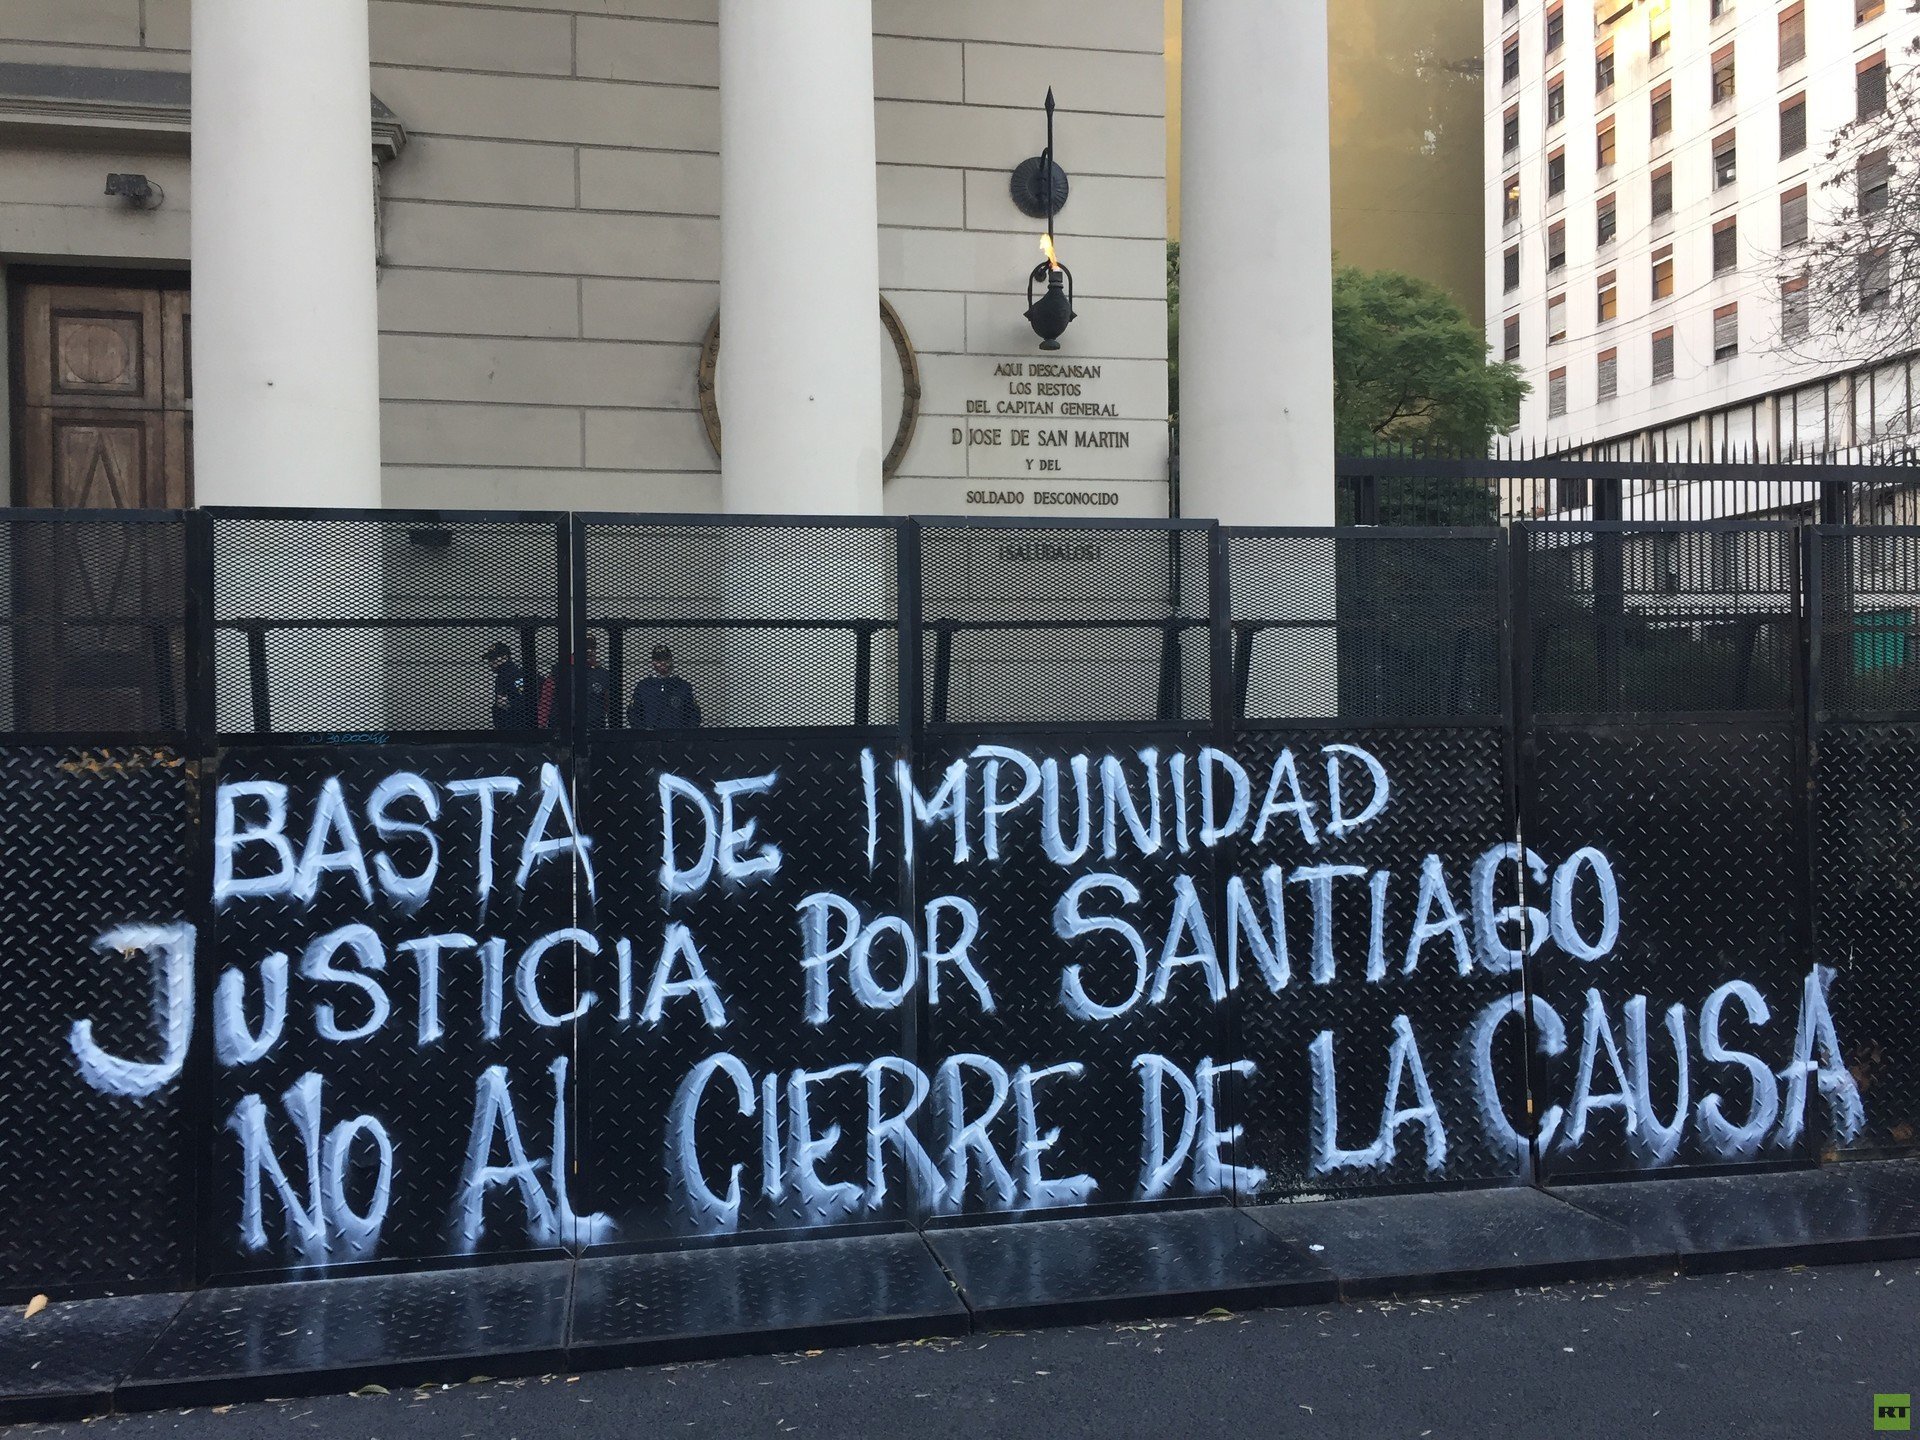 AQUI DESCANSAN
LOS RESTOS
DEL CAPITAN GENERAL
D JOSE DE SAN MARTIN
Y DEL
SOLDADO DESCONOCIDO
¡SALUDALOS!
BASTA DE IMPUNIDAD
JUSTICIA POR SANTIAGO
NO AL CIERRE DE LA CAUSA
RT